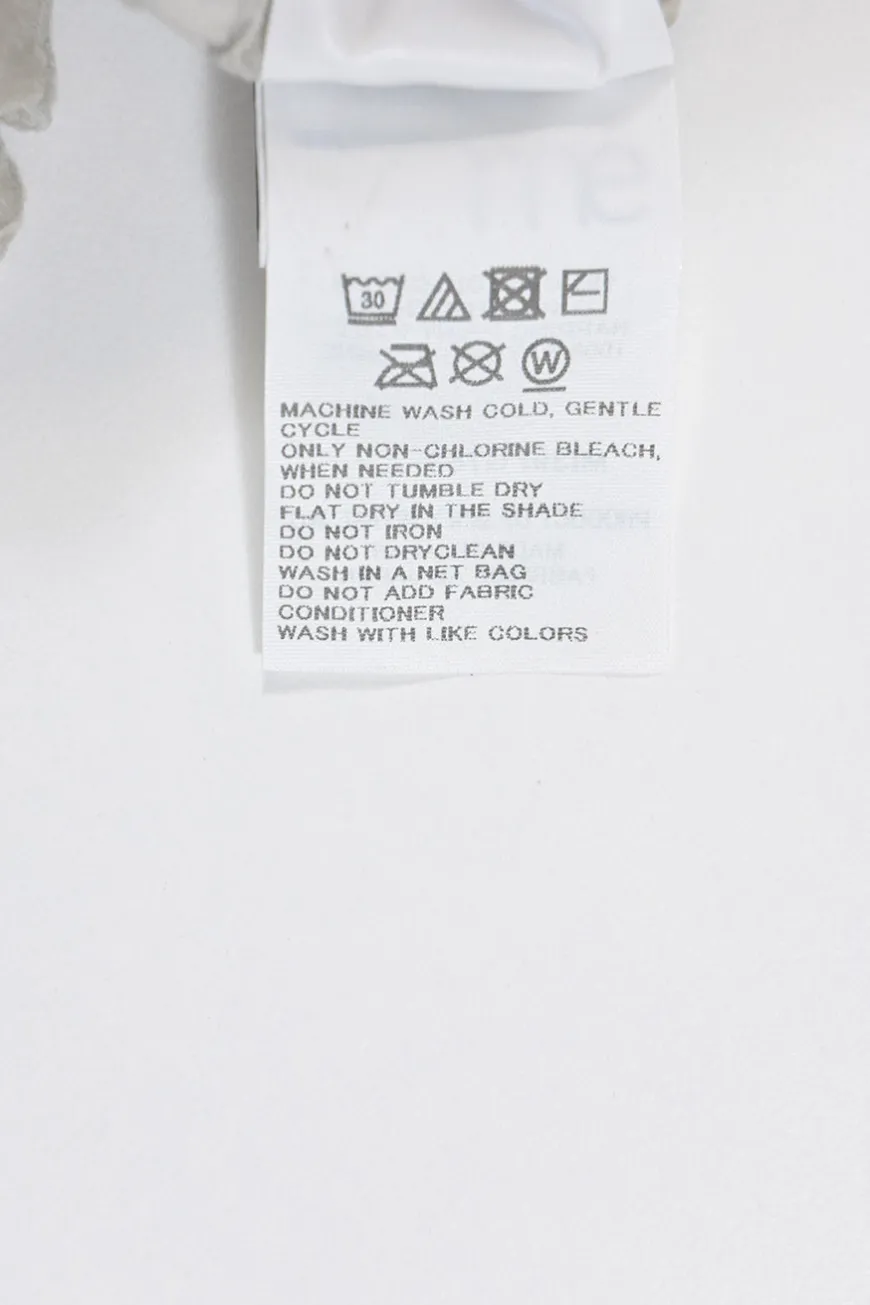 30
W
MACHINE WASH COLD, GENTLE
CYCLE
ONLY NON-CHLORINE BLEACH,
WHEN NEEDED
DO NOT TUMBLE DRY
FLAT DRY IN THE SHADE
DO NOT IRON
DO NOT DRYCLEAN
WASH IN A NET BAG
DO NOT ADD FABRIC
CONDITIONER
WASH WITH LIKE COLORS